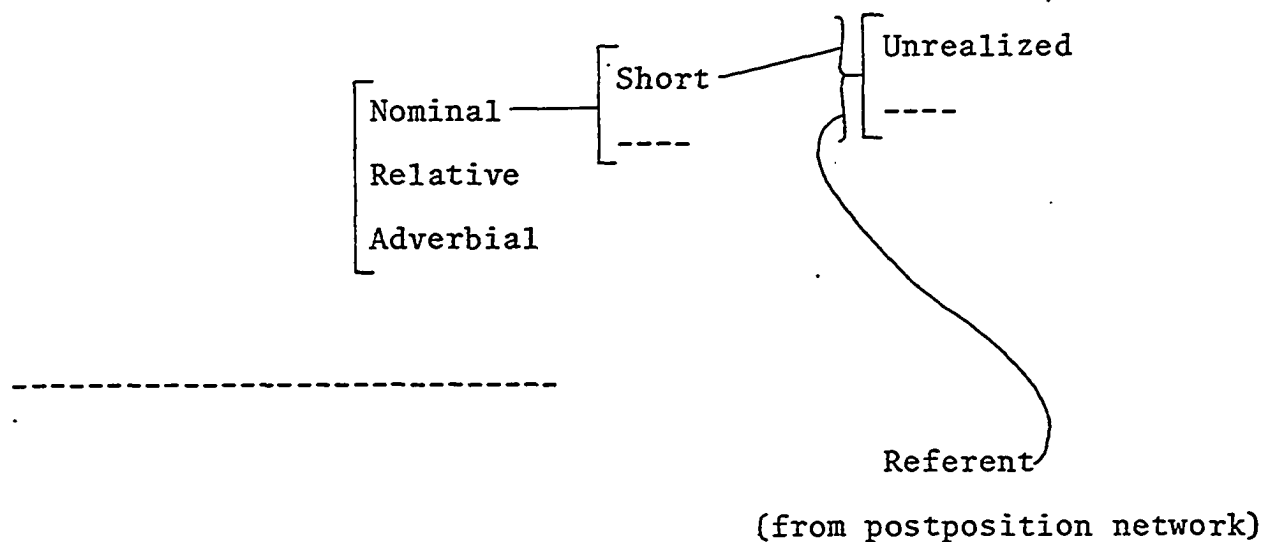 Unrealized
Short
----
Nominal
----
Relative
Adverbial
-----------------------------
Referent
(from postposition network)